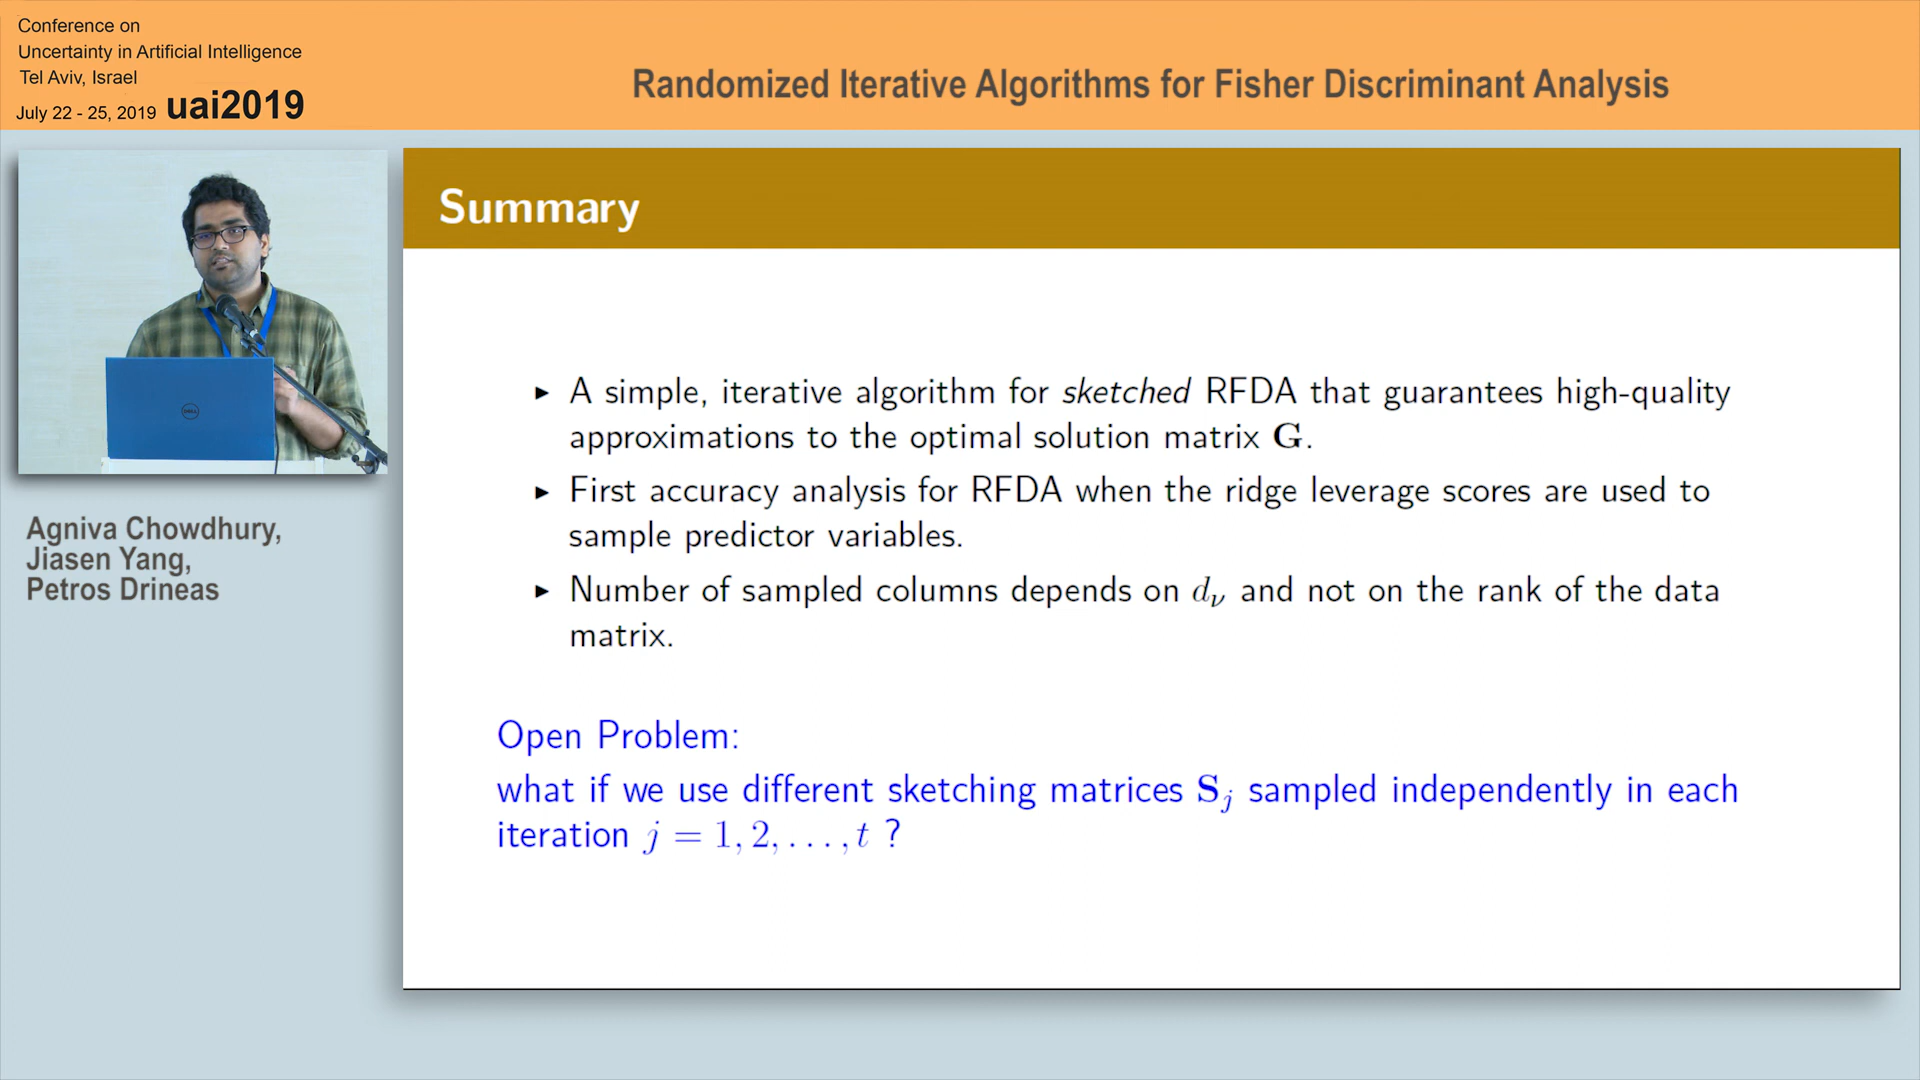 Conference on
Uncertainty in Artificial Intelligence
Tel Aviv, Israel
July 22 - 25, 2019 uai2019
Randomized Iterative Algorithms for Fisher Discriminant Analysis
Summary
▶ A simple, iterative algorithm for sketched RFDA that guarantees high-quality
approximations to the optimal solution matrix G.
▶ First accuracy analysis for RFDA when the ridge leverage scores are used to
sample predictor variables.
▶ Number of sampled columns depends on dν and not on the rank of the data
matrix.
Open Problem:
what if we use different sketching matrices Sj sampled independently in each
iteration j = 1, 2, . . . , t ?
DELL
Agniva Chowdhury,
Jiasen Yang,
Petros Drineas